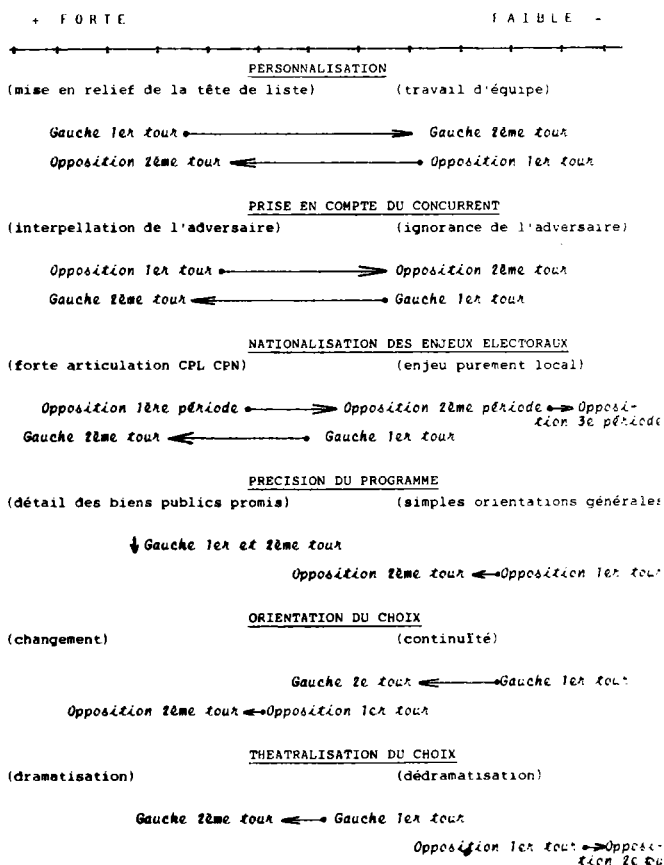 + FORTE FAIBLE -
PERSONNALISATION
(mise en relief de la tête de liste) (travail d'équipe)
Gauche 1er tour Gauche 2ème tour
Opposition 2ème tour Opposition 1er tour
PRISE EN COMPTE DU CONCURRENT
(interpellation de l'adversaire) (ignorance de l'adversaire)
Opposition 1er tour Opposition 2ème tour
Gauche 2ème tour Gauche 1er tour
NATIONALISATION DES ENJEUX ELECTORAUX
(forte articulation CPL CPN) (enjeu purement local)
Opposition 1ère période Opposition 2ème période Opposi-
tion 3e période
Gauche 2ème tour Gauche 1er tour
PRECISION DU PROGRAMME
(détail des biens publics promis) (simples orientations générales
Gauche 1er et 2ème tour
Opposition 2ème tour Opposition 1er tour
ORIENTATION DU CHOIX
(changement) (continuïté)
Gauche 2e tour Gauche 1er tour
Opposition 2ème tour Opposition 1er tour
THEATRALISATION DU CHOIX
(dramatisation) (dédramatisation)
Gauche 2ème tour Gauche 1er tour
Opposition 1er tour Opposi-
tion 2e